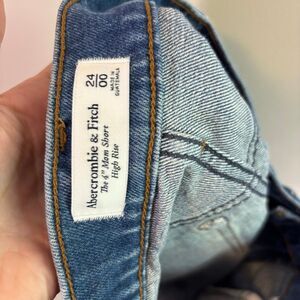 24
00
MADE IN
GUATEMALA
Abercrombie & Fitch
The 4" Mom Short
High Rise